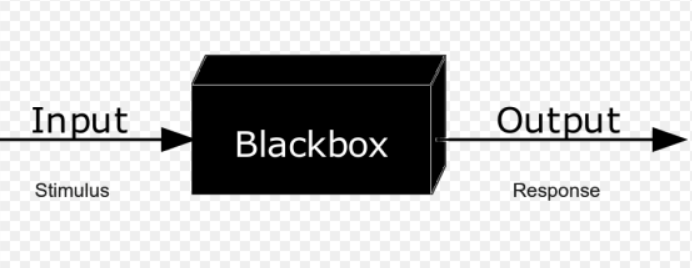 Input
Blackbox
Output
Stimulus
Response